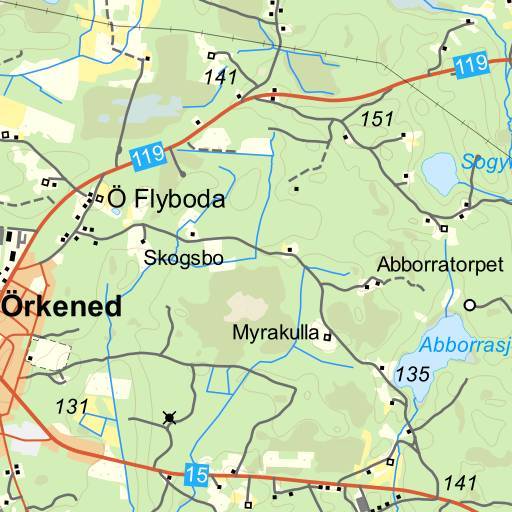 119
141
151
119
Sogy
Ö Flyboda
Skogsbo
Abborratorpet
Örkened
Myrakulla
Abborrasj
135
131
15
141